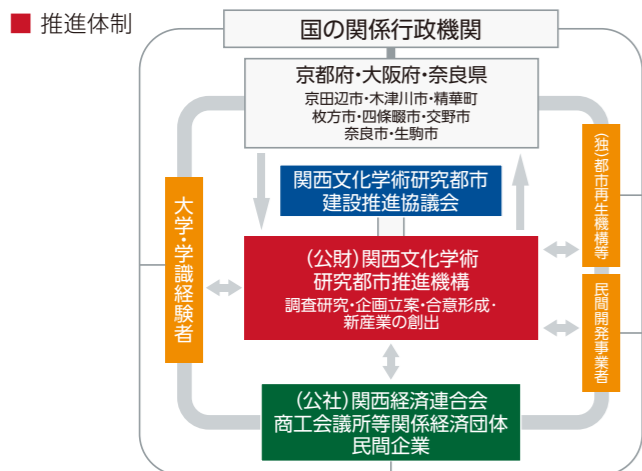 推進体制
国の関係行政機関
京都府・大阪府・奈良県
京田辺市・木津川市・精華町
枚方市・四條畷市・交野市
奈良市・生駒市
関西文化学術研究都市
建設推進協議会
(公財)関西文化学術
研究都市推進機構
調査研究・企画立案・合意形成・
新産業の創出
大学・学識経験者
(独)都市再生機構等
民間開発事業者
(公社)関西経済連合会
商工会議所等関係経済団体
民間企業